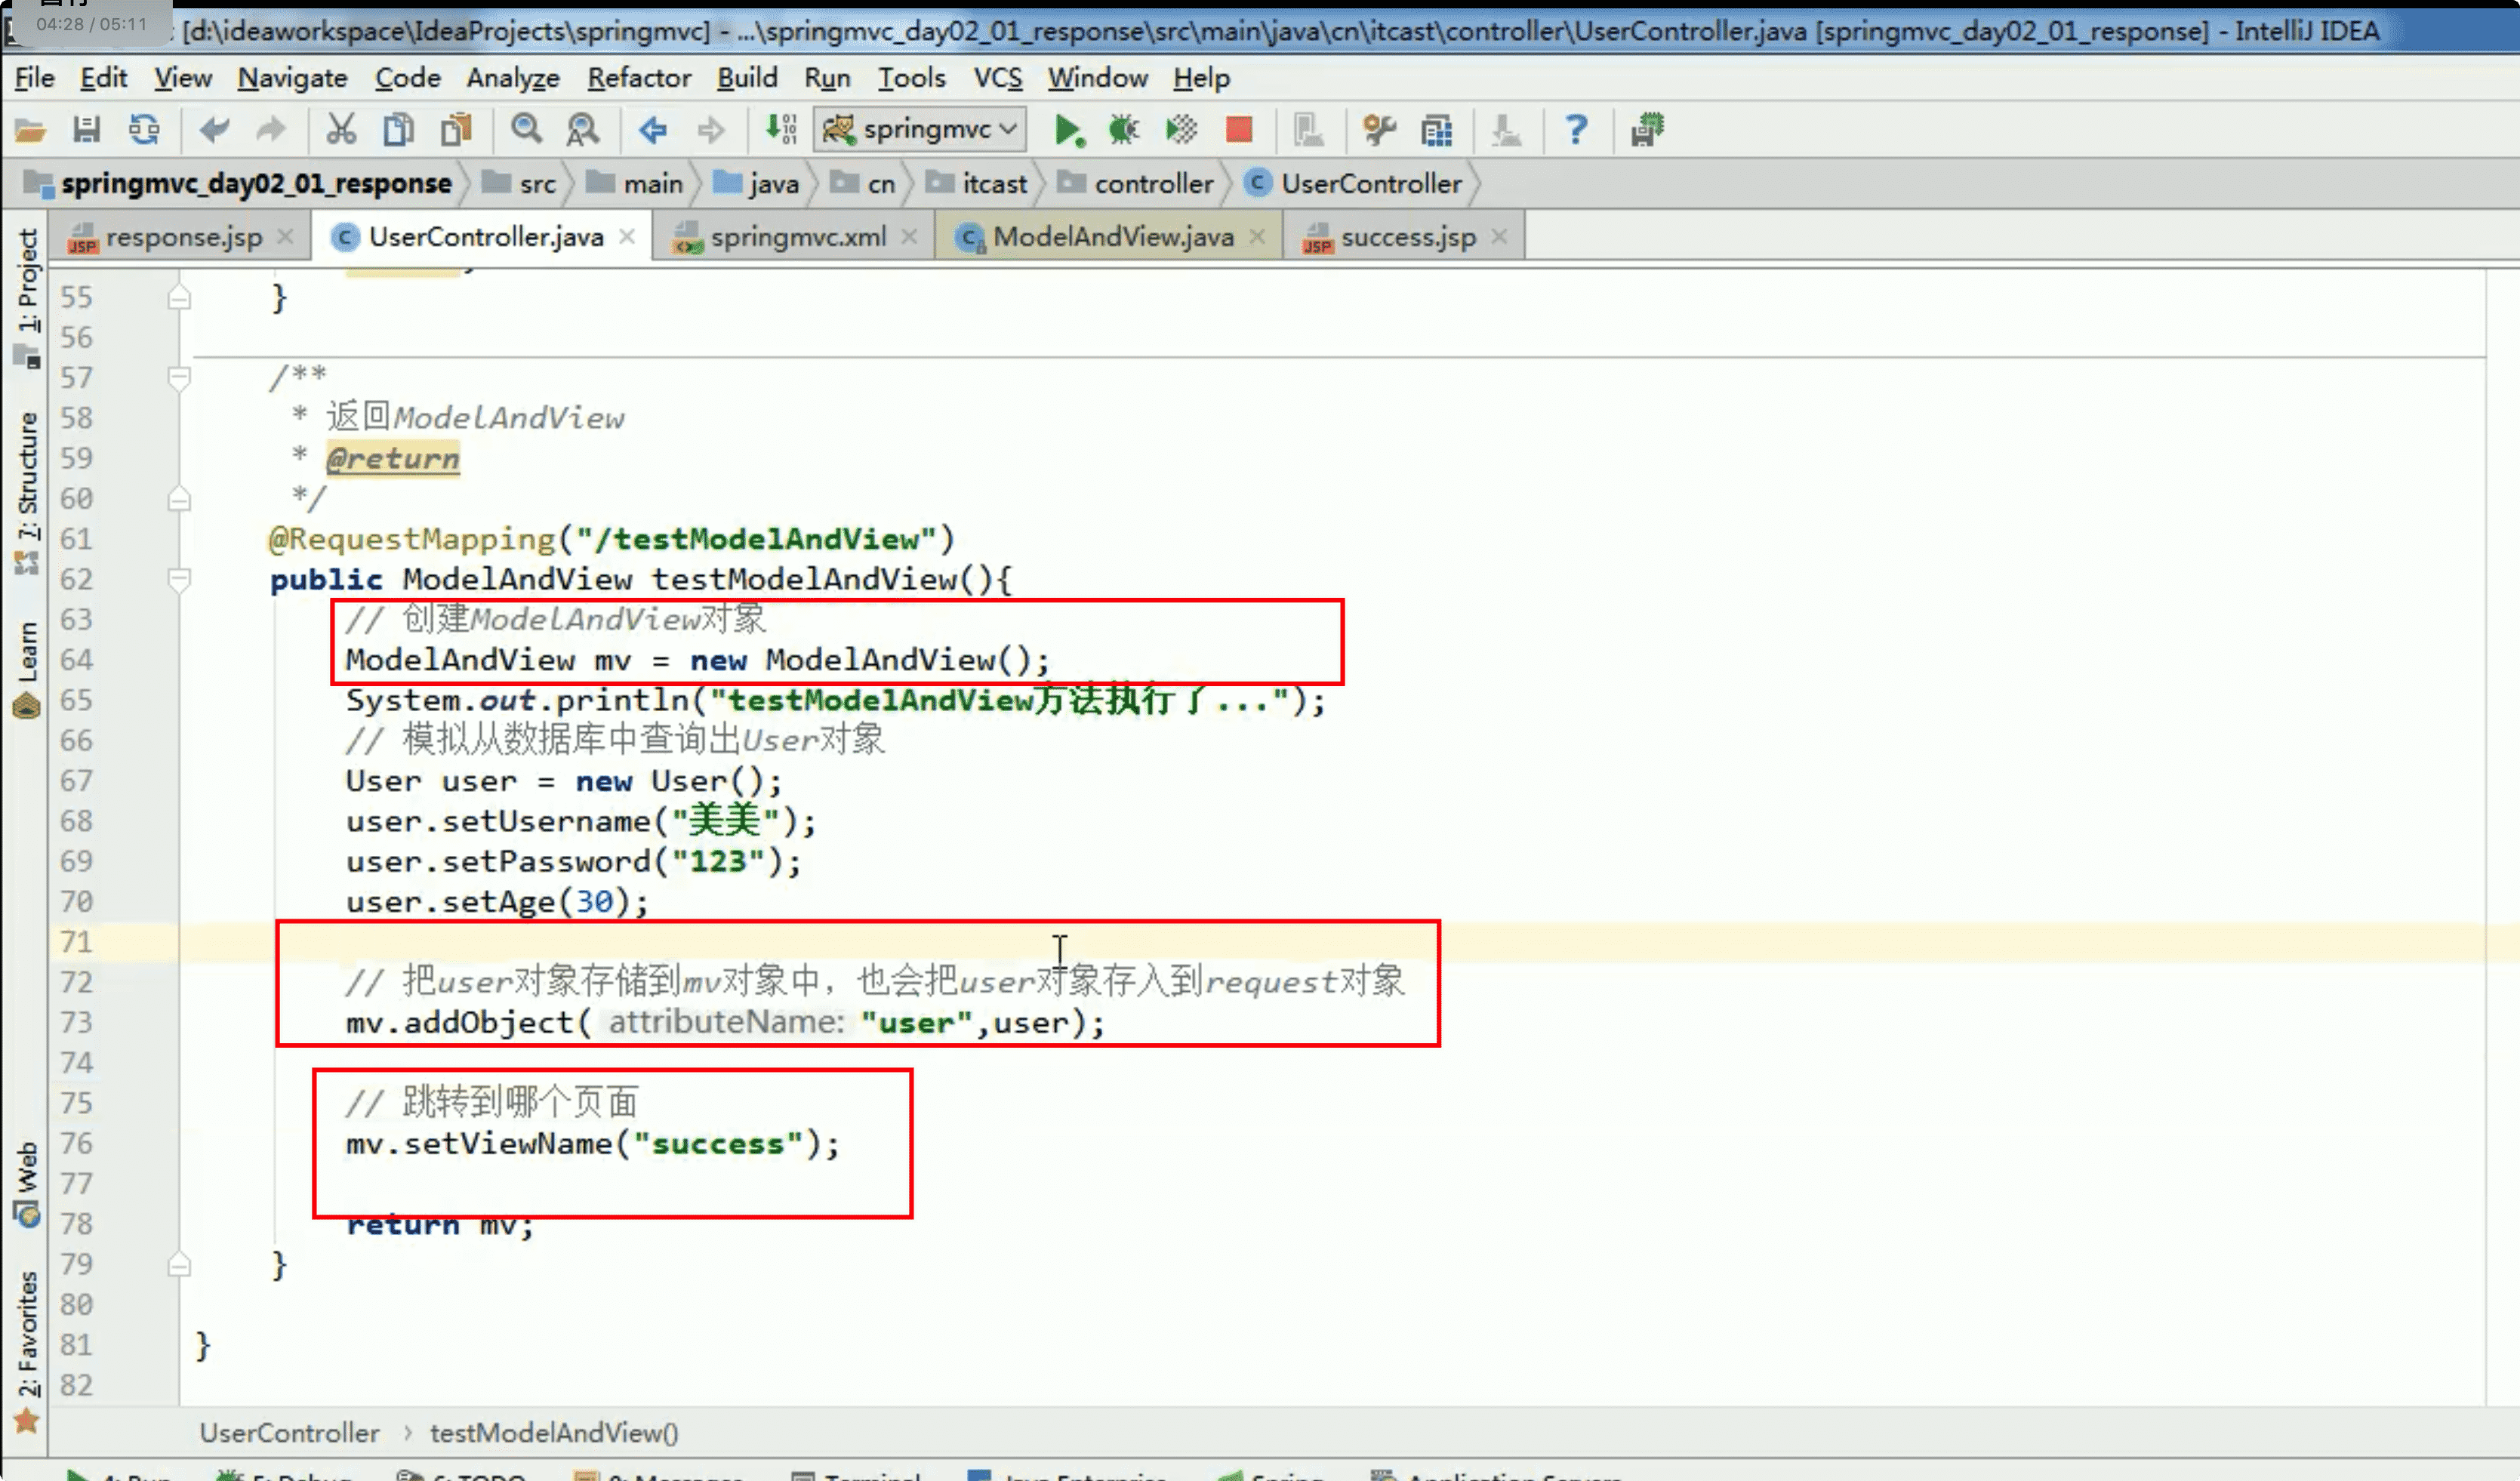 04:28 / 05:11
[d:\ideaworkspace\IdeaProjects\springmvc] - ...\springmvc_day02_01_response\src\main\java\cn\itcast\controller\UserController.java [springmvc_day02_01_response] - IntelliJ IDEA
File Edit View Navigate Code Analyze Refactor Build Run Tools VCS Window Help
springmvc
springmvc_day02_01_response src main java cn itcast controller UserController
response.jsp UserController.java springmvc.xml ModelAndView.java success.jsp
1: Project
7: Structure
Learn
Web
2: Favorites
55 }
56
57 /**
58 * 返回ModelAndView
59 * @return
60 */
61 @RequestMapping("/testModelAndView")
62 public ModelAndView testModelAndView(){
63 // 创建ModelAndView对象
64 ModelAndView mv = new ModelAndView();
65 System.out.println("testModelAndView方法执行了...");
66 // 模拟从数据库中查询出User对象
67 User user = new User();
68 user.setUsername("美美");
69 user.setPassword("123");
70 user.setAge(30);
71
72 // 把user对象存储到mv对象中，也会把user对象存入到request对象
73 mv.addObject( attributeName: "user",user);
74
75 // 跳转到哪个页面
76 mv.setViewName("success");
77
78 return mv;
79 }
80
81 }
82
UserController › testModelAndView()
4: Run 5: Debug 6: TODO 0: Messages Terminal Java Enterprise Spring Application Servers